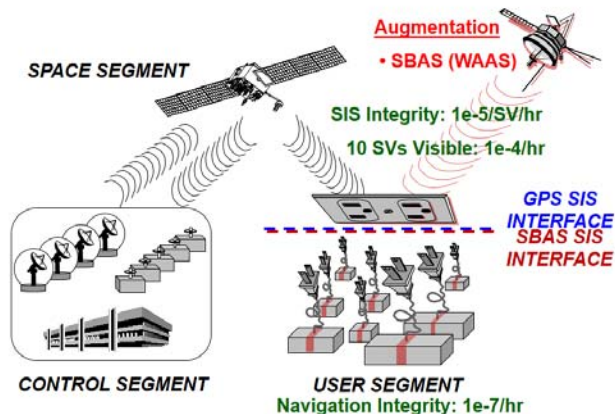 Augmentation
• SBAS (WAAS)
SPACE SEGMENT
SIS Integrity: 1e-5/SV/hr
10 SVs Visible: 1e-4/hr
GPS SIS
INTERFACE
SBAS SIS
INTERFACE
CONTROL SEGMENT
USER SEGMENT
Navigation Integrity: 1e-7/hr